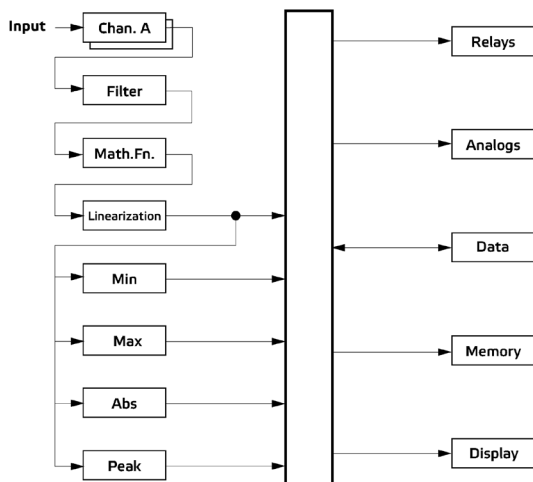 Input
Chan. A
Filter
Math.Fn.
Linearization
Min
Max
Abs
Peak
Relays
Analogs
Data
Memory
Display